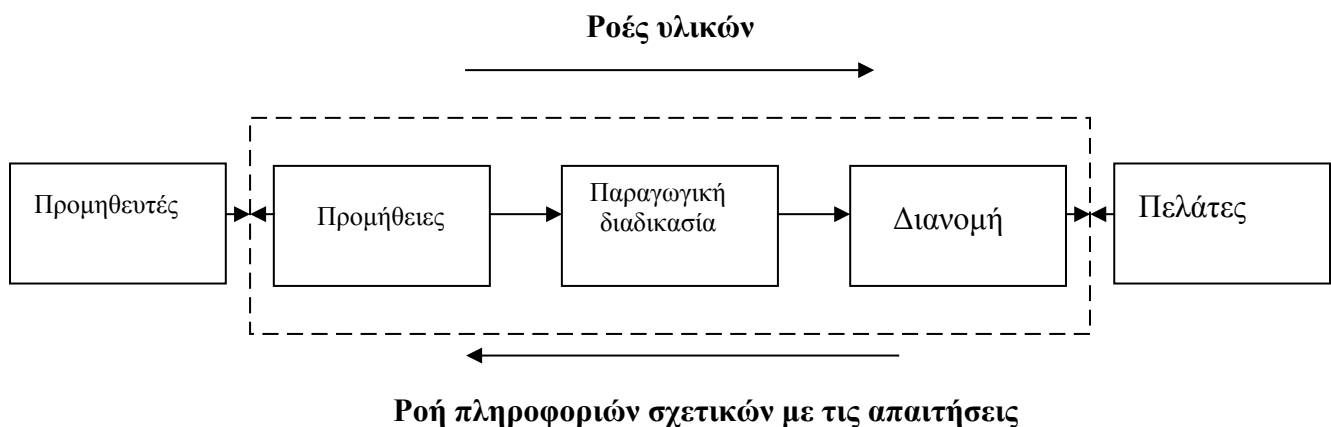 Ροές υλικών
Προμηθευτές
Προμήθειες
Παραγωγική
διαδικασία
Διανομή
Πελάτες
Ροή πληροφοριών σχετικών με τις απαιτήσεις